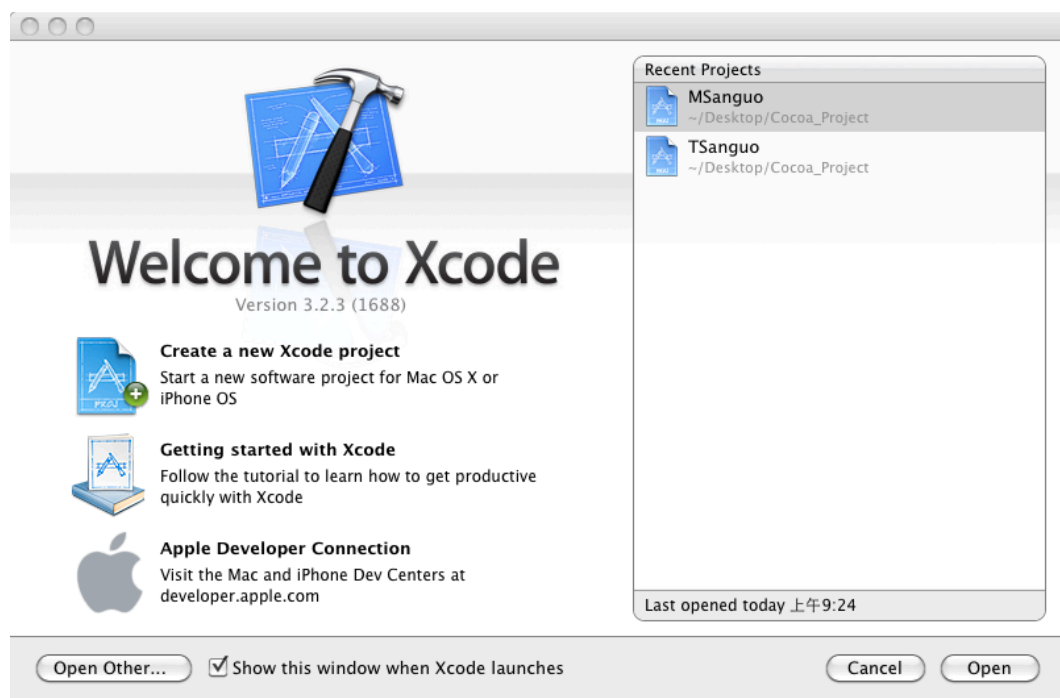 Welcome to Xcode
Version 3.2.3 (1688)
Create a new Xcode project
Start a new software project for Mac OS X or
iPhone OS
PROJ
Getting started with Xcode
Follow the tutorial to learn how to get productive
quickly with Xcode
Apple Developer Connection
Visit the Mac and iPhone Dev Centers at
developer.apple.com
Recent Projects
MSanguo
~/Desktop/Cocoa_Project
PROJ
TSanguo
~/Desktop/Cocoa_Project
PROJ
Last opened today 上午9:24
Open Other...
Show this window when Xcode launches
Cancel
Open